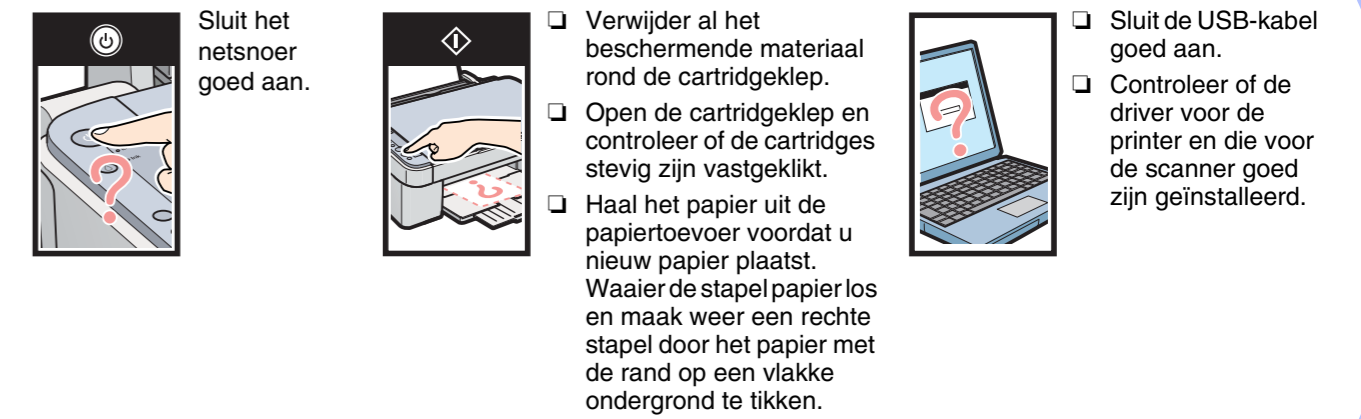 Sluit het
netsnoer
goed aan.
❏ Verwijder al het
beschermende materiaal
rond de cartridgeklep.
❏ Open de cartridgeklep en
controleer of de cartridges
stevig zijn vastgeklikt.
❏ Haal het papier uit de
papiertoevoer voordat u
nieuw papier plaatst.
Waaier de stapel papier los
en maak weer een rechte
stapel door het papier met
de rand op een vlakke
ondergrond te tikken.
❏ Sluit de USB-kabel
goed aan.
❏ Controleer of de
driver voor de
printer en die voor
de scanner goed
zijn geïnstalleerd.